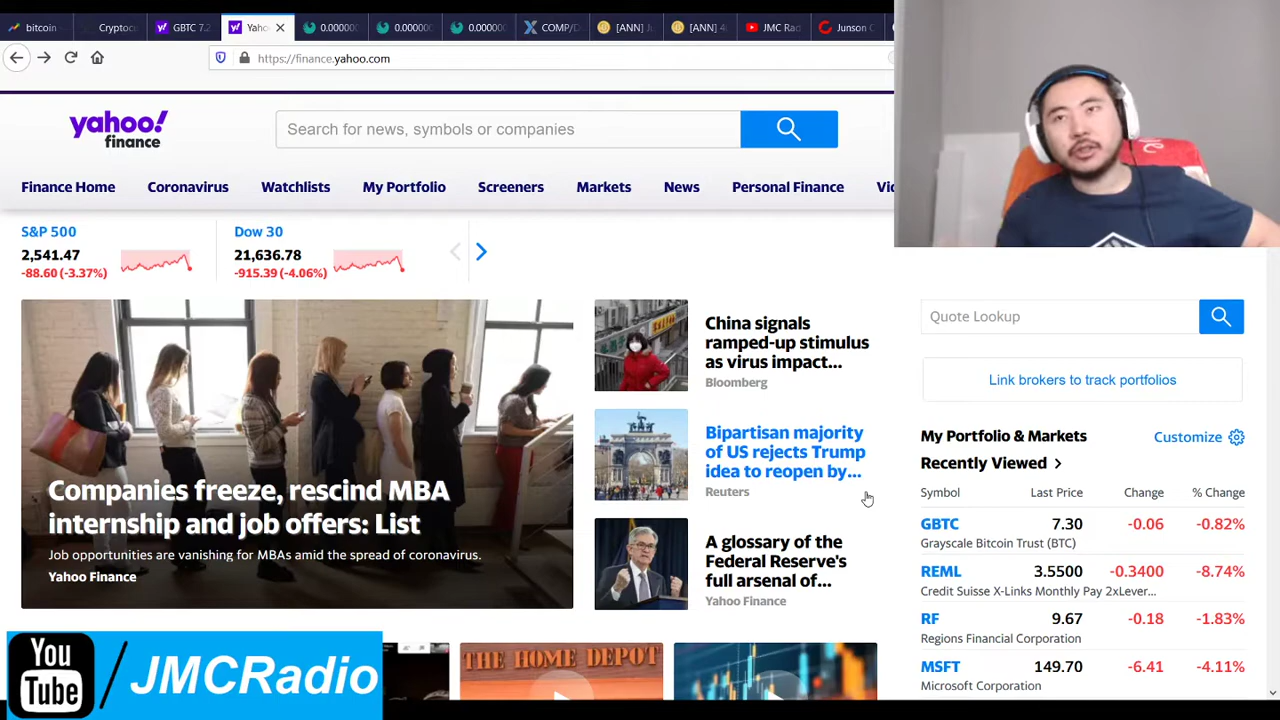 bitcoin
Cryptoc
GBTC 7.2
Yaho
0.000000
0.000000
0.000000
COMP/D
[ANN] J
[ANN] 4
JMC Rad
Junson C
https://finance.yahoo.com
yahoo!
finance
Search for news, symbols or companies
Finance Home Coronavirus Watchlists My Portfolio Screeners Markets News Personal Finance Vid
S&P 500
2,541.47
-88.60 (-3.37%)
Dow 30
21,636.78
-915.39 (-4.06%)
Companies freeze, rescind MBA
internship and job offers: List
Job opportunities are vanishing for MBAs amid the spread of coronavirus.
Yahoo Finance
China signals
ramped-up stimulus
as virus impact...
Bloomberg
Bipartisan majority
of US rejects Trump
idea to reopen by...
Reuters
A glossary of the
Federal Reserve's
full arsenal of...
Yahoo Finance
Quote Lookup
Link brokers to track portfolios
My Portfolio & Markets Customize
Recently Viewed >
Symbol Last Price Change % Change
GBTC 7.30 -0.06 -0.82%
Grayscale Bitcoin Trust (BTC)
REML 3.5500 -0.3400 -8.74%
Credit Suisse X-Links Monthly Pay 2xLever...
RF 9.67 -0.18 -1.83%
Regions Financial Corporation
MSFT 149.70 -6.41 -4.11%
Microsoft Corporation
THE HOME DEPOT
You
Tube
/JMCRadio